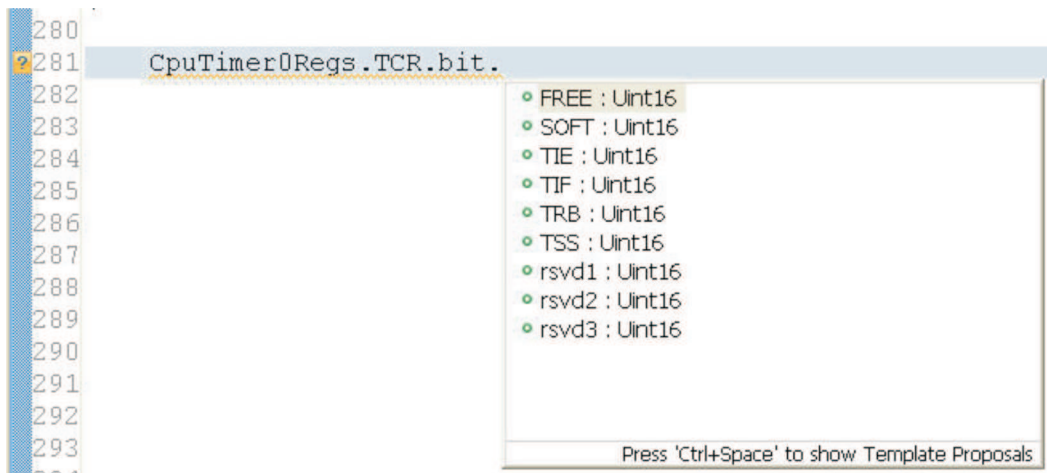 280
?281 CpuTimer0Regs.TCR.bit.
282
283
284
285
286
287
288
289
290
291
292
293
FREE : Uint16
SOFT : Uint16
TIE : Uint16
TIF : Uint16
TRB : Uint16
TSS : Uint16
rsvd1 : Uint16
rsvd2 : Uint16
rsvd3 : Uint16
Press 'Ctrl+Space' to show Template Proposals